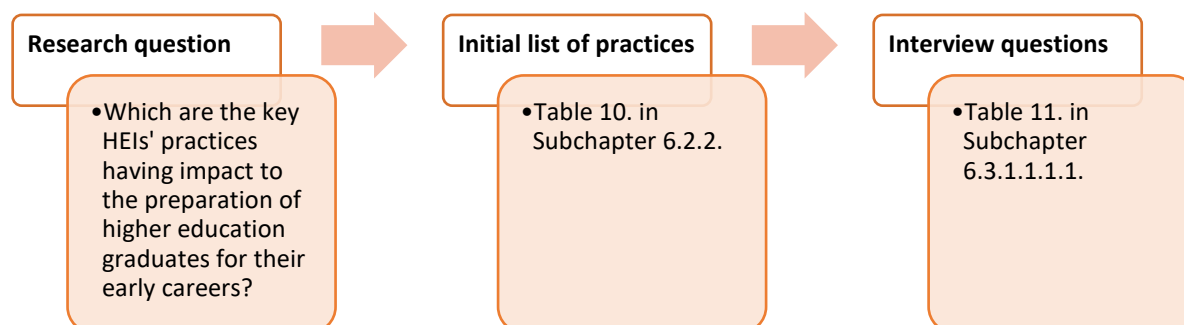 Research question
•Which are the key
HEIs' practices
having impact to
the preparation of
higher education
graduates for their
early careers?
Initial list of practices
•Table 10. in
Subchapter 6.2.2.
Interview questions
•Table 11. in
Subchapter
6.3.1.1.1.1.